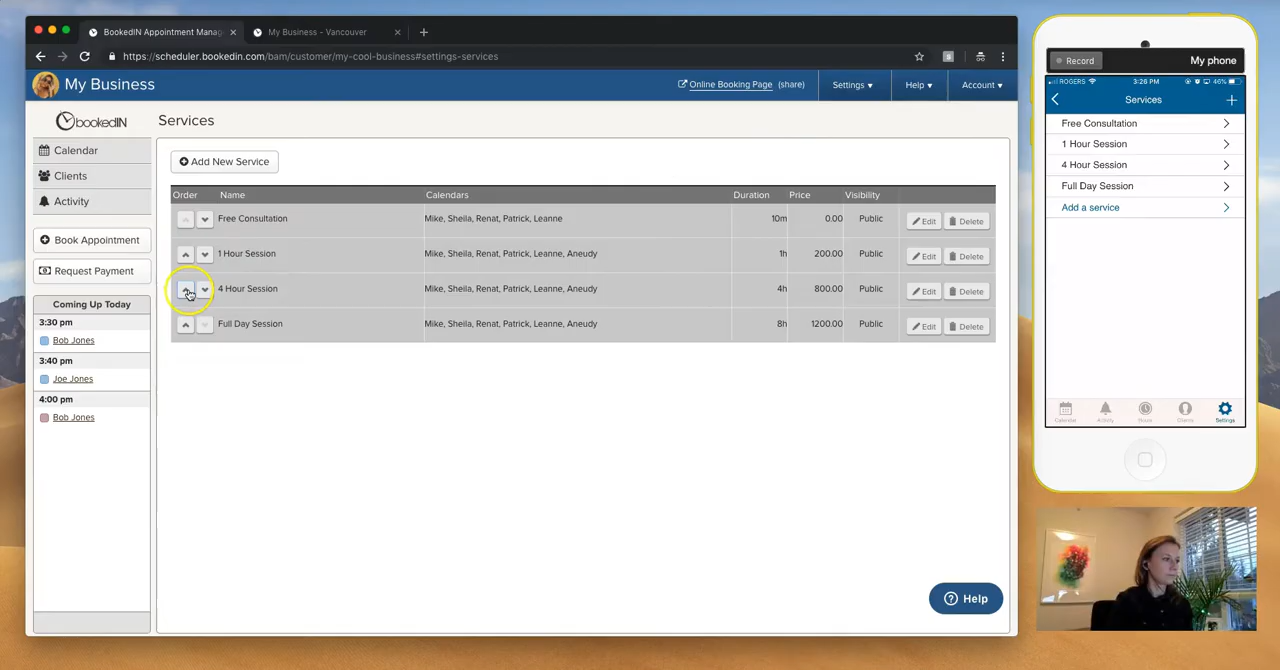 BookedIN Appointment Mana
My Business - Vancouver
https://scheduler.bookedin.com/bam/customer/my-cool-business#settings-services
My Business
Online Booking Page (share)
Settings
Help
Account
bookedIN
Services
Calendar
Clients
Activity
Book Appointment
Request Payment
Coming Up Today
3:30 pm
Bob Jones
3:40 pm
Joe Jones
4:00 pm
Bob Jones
Add New Service
Order Name Calendars Duration Price Visibility
Free Consultation Mike, Sheila, Renat, Patrick, Leanne 10m 0.00 Public Edit Delete
1 Hour Session Mike, Sheila, Renat, Patrick, Leanne, Aneudy 1h 200.00 Public Edit Delete
4 Hour Session Mike, Sheila, Renat, Patrick, Leanne, Aneudy 4h 800.00 Public Edit Delete
Full Day Session Mike, Sheila, Renat, Patrick, Leanne, Aneudy 8h 1200.00 Public Edit Delete
Help
Record My phone
ROGERS 3:26 PM 46%
Services
Free Consultation
1 Hour Session
4 Hour Session
Full Day Session
Add a service
Calendar Activity Clients Settings